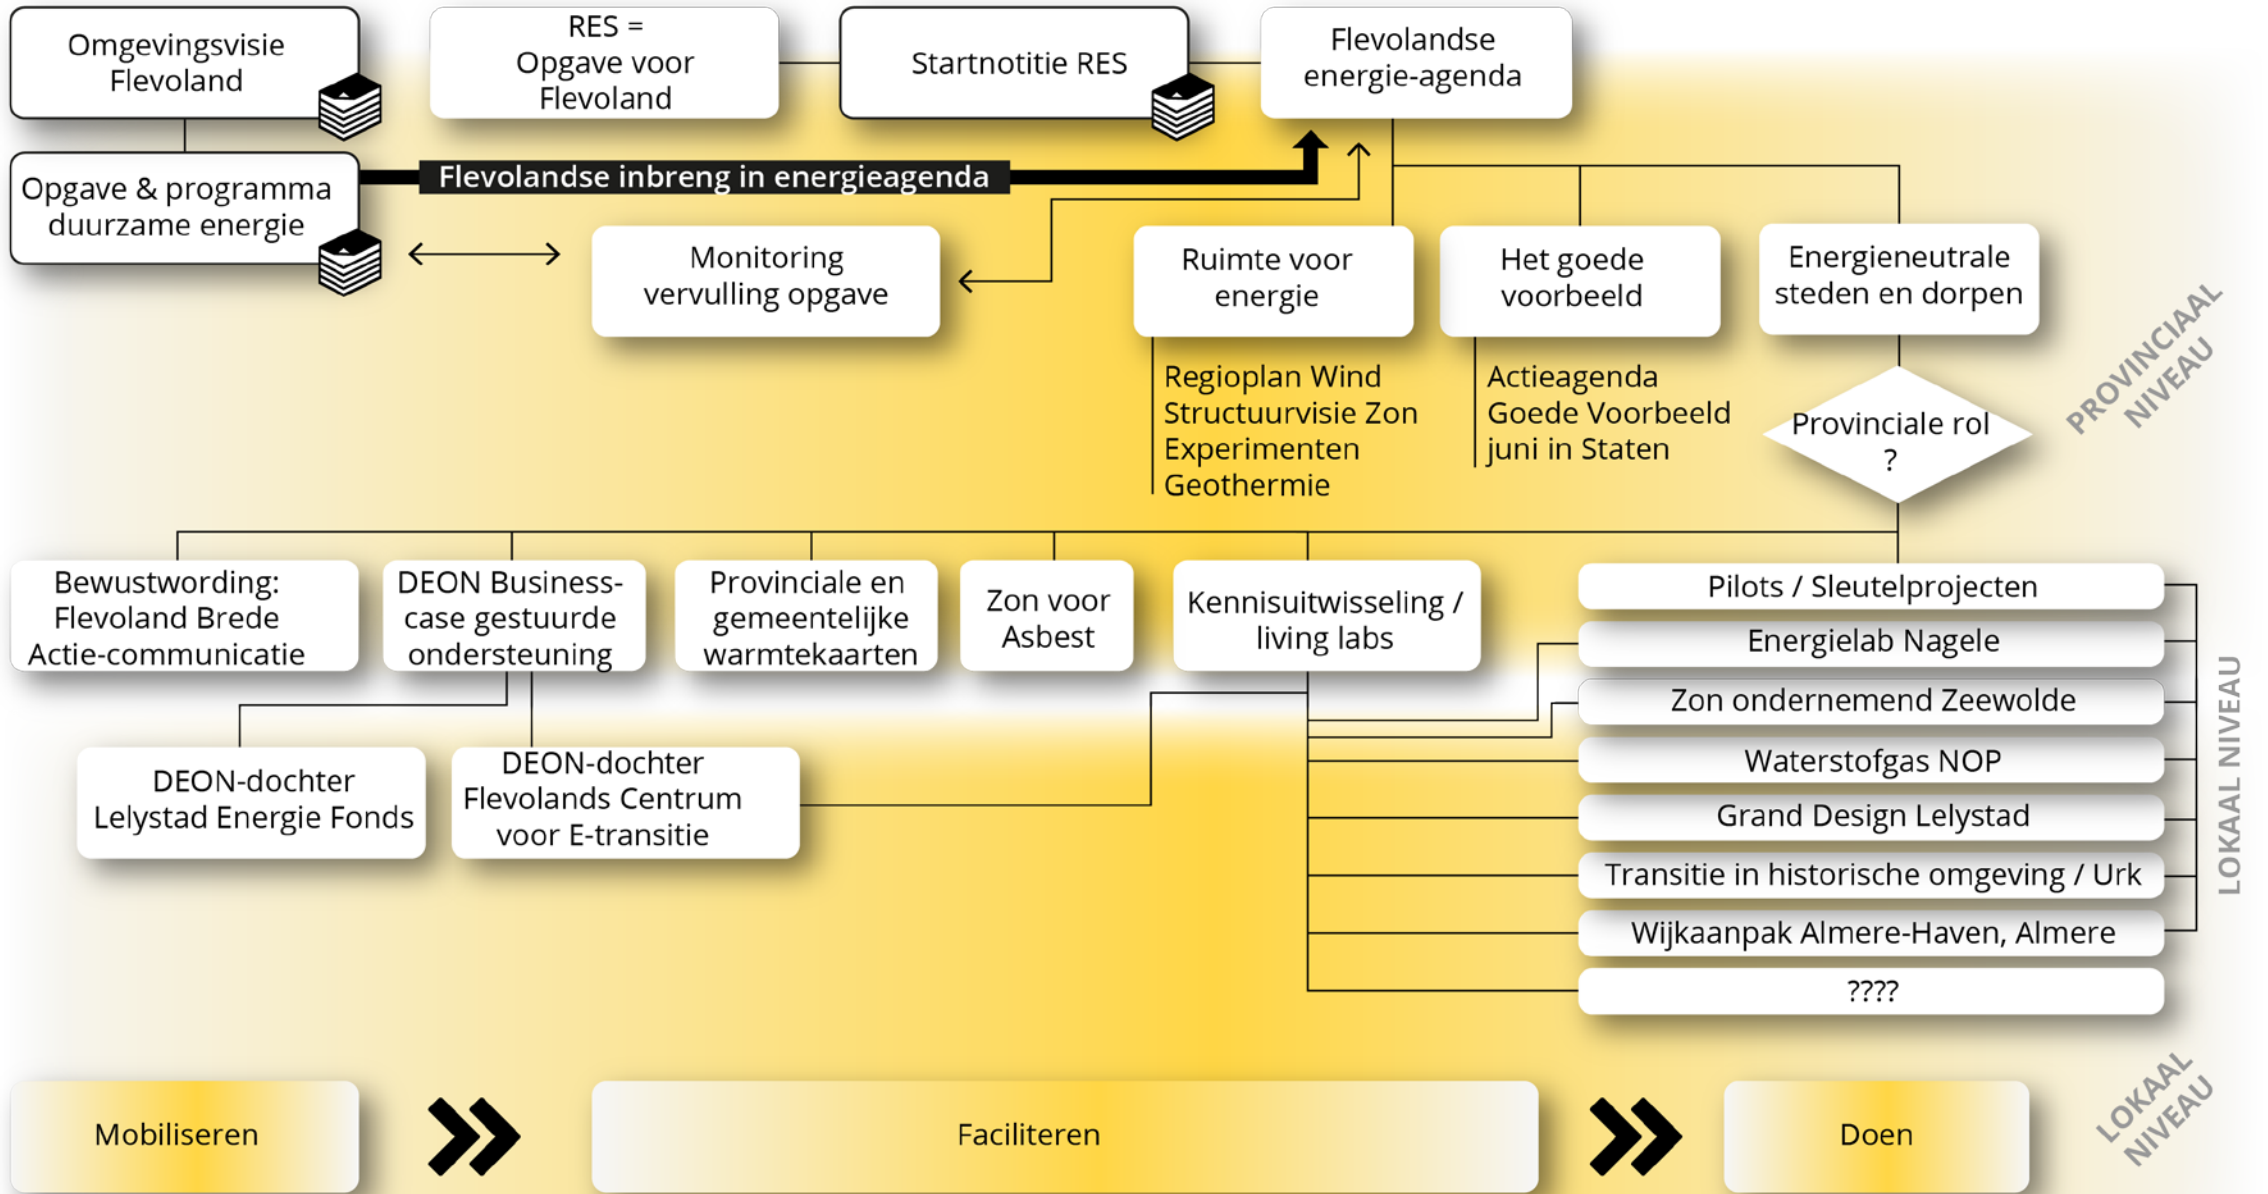 Omgevingsvisie
Flevoland
RES =
Opgave voor
Flevoland
Startnotitie RES
Flevolandse
energie-agenda
Opgave & programma
duurzame energie
Flevolandse inbreng in energieagenda
Monitoring
vervulling opgave
Ruimte voor
energie
Het goede
voorbeeld
Energieneutrale
steden en dorpen
PROVINCIAAL
NIVEAU
Regioplan Wind
Structuurvisie Zon
Experimenten
Geothermie
Actieagenda
Goede Voorbeeld
juni in Staten
Provinciale rol
?
Bewustwording:
Flevoland Brede
Actie-communicatie
DEON Business-
case gestuurde
ondersteuning
Provinciale en
gemeentelijke
warmtekaarten
Zon voor
Asbest
Kennisuitwisseling /
living labs
Pilots / Sleutelprojecten
Energielab Nagele
Zon ondernemend Zeewolde
Waterstofgas NOP
Grand Design Lelystad
Transitie in historische omgeving / Urk
Wijkaanpak Almere-Haven, Almere
????
LOKAAL NIVEAU
DEON-dochter
Lelystad Energie Fonds
DEON-dochter
Flevolands Centrum
voor E-transitie
Mobiliseren
Faciliteren
Doen
LOKAAL
NIVEAU